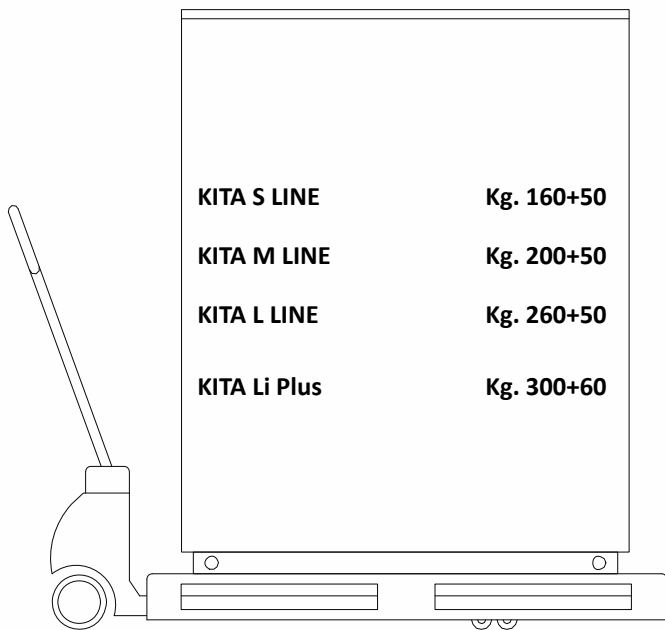 KITA S LINE Kg. 160+50
KITA M LINE Kg. 200+50
KITA L LINE Kg. 260+50
KITA Li Plus Kg. 300+60